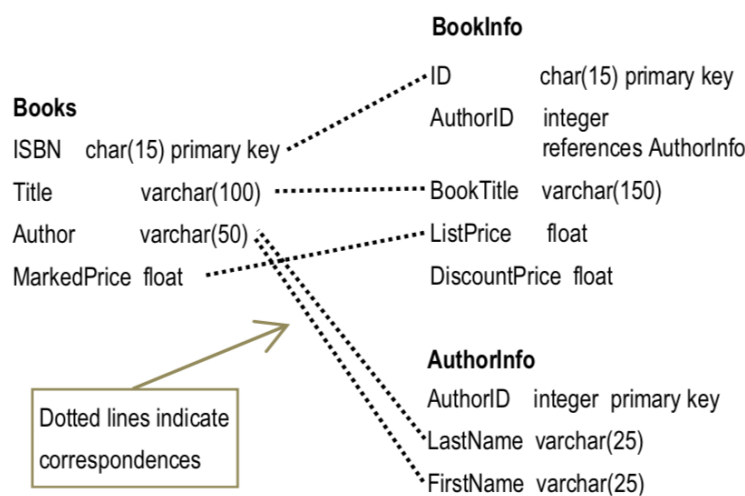 BookInfo
ID char(15) primary key
AuthorID integer
references AuthorInfo
BookTitle varchar(150)
ListPrice float
DiscountPrice float
Books
ISBN char(15) primary key
Title varchar(100)
Author varchar(50)
MarkedPrice float
AuthorInfo
AuthorID integer primary key
LastName varchar(25)
FirstName varchar(25)
Dotted lines indicate
correspondences